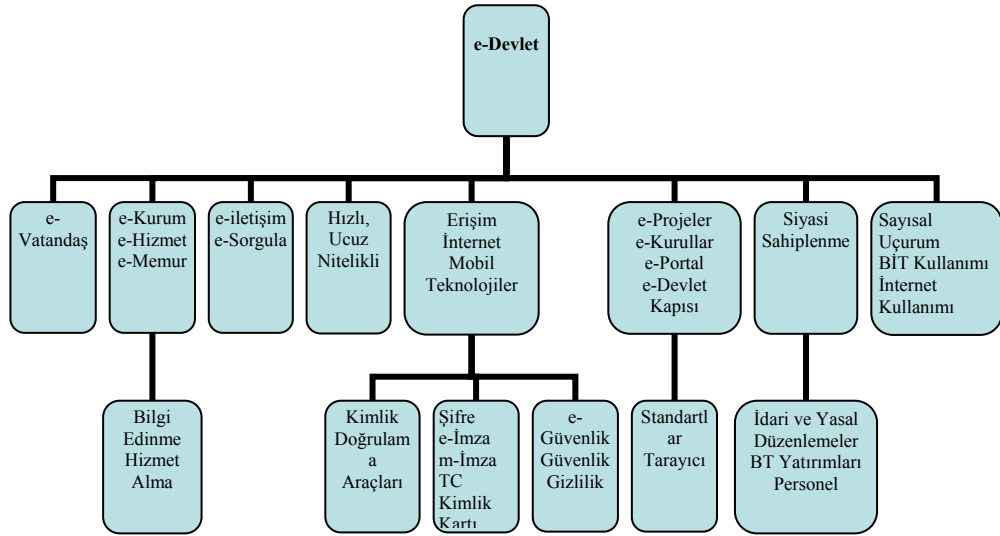 e-Devlet
e-
Vatandaş
e-Kurum
e-Hizmet
e-Memur
e-iletişim
e-Sorgula
Hızlı,
Ucuz
Nitelikli
Erişim
İnternet
Mobil
Teknolojiler
e-Projeler
e-Kurullar
e-Portal
e-Devlet
Kapısı
Siyasi
Sahiplenme
Sayısal
Uçurum
BİT Kullanımı
İnternet
Kullanımı
Bilgi
Edinme
Hizmet
Alma
Kimlik
Doğrulam
a
Araçları
Şifre
e-İmza
m-İmza
TC
Kimlik
Kartı
e-
Güvenlik
Güvenlik
Gizlilik
Standartl
ar
Tarayıcı
İdari ve Yasal
Düzenlemeler
BT Yatırımları
Personel